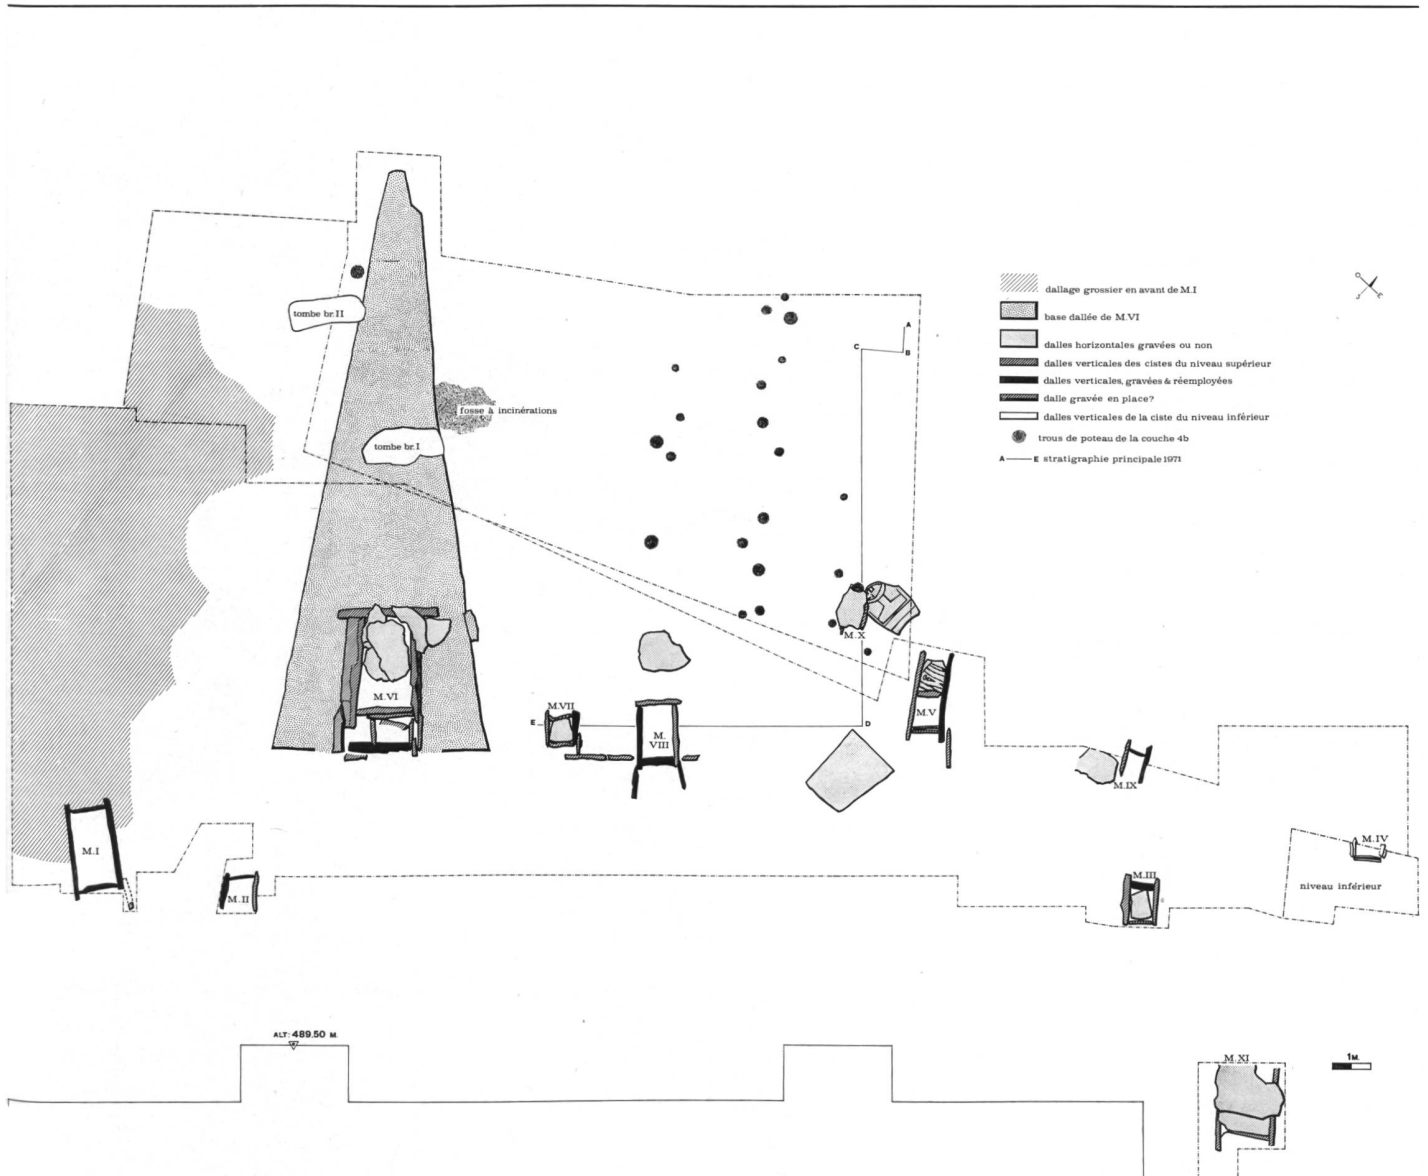 tombe br.II
A
C
B
dallage grossier en avant de M.I
base dallée de M.VI
dalles horizontales gravées ou non
dalles verticales des cistes du niveau supérieur
dalles verticales, gravées & réemployées
dalle gravée en place?
dalles verticales de la ciste du niveau inférieur
trous de poteau de la couche 4b
A — E stratigraphie principale 1971
fosse à incinérations
tombe br.I
M.X
M.VI
M.VII
M.V
E
D
M.
VIII
M.IX
M.I
M.IV
M.III
niveau inférieur
M.II
ALT: 489.50 M.
M.XI
1M.